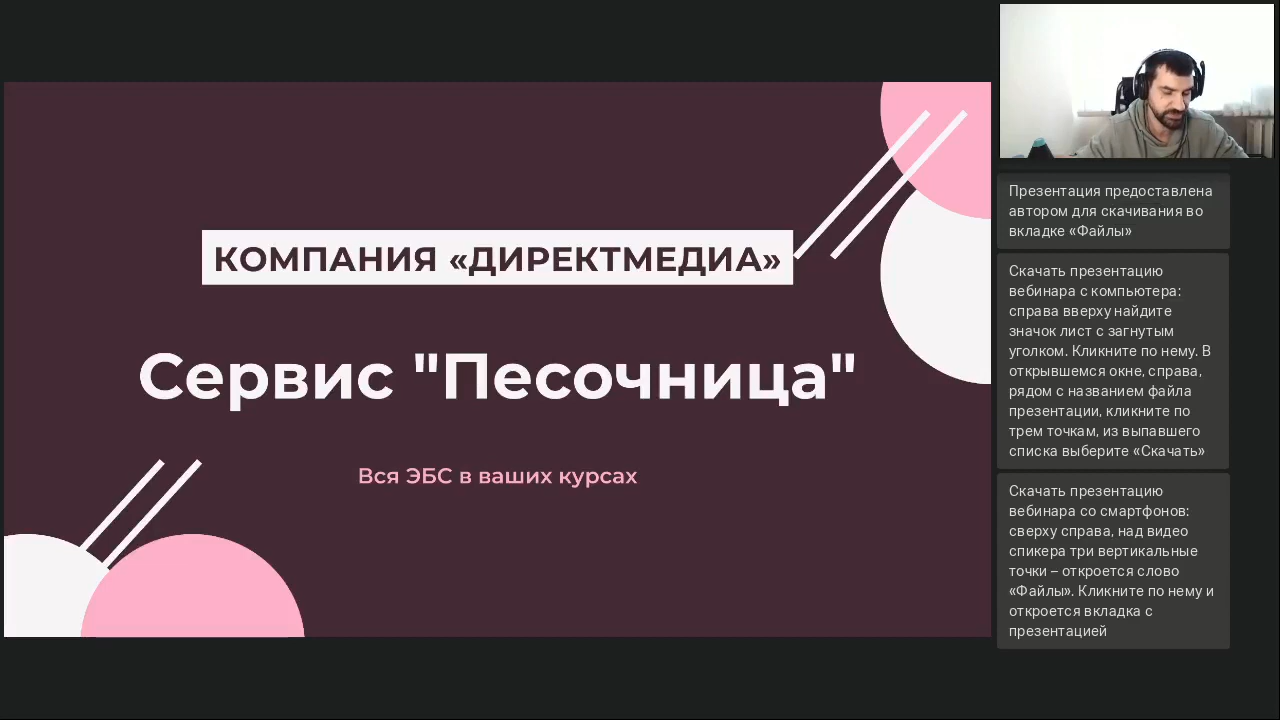 КОМПАНИЯ «ДИРЕКТМЕДИА»
Сервис "Песочница"
Вся ЭБС в ваших курсах
Презентация предоставлена
автором для скачивания во
вкладке «Файлы»
Скачать презентацию
вебинара с компьютера:
справа вверху найдите
значок лист с загнутым
уголком. Кликните по нему. В
открывшемся окне, справа,
рядом с названием файла
презентации, кликните по
трем точкам, из выпавшего
списка выберите «Скачать»
Скачать презентацию
вебинара со смартфонов:
сверху справа, над видео
спикера три вертикальные
точки – откроется слово
«Файлы». Кликните по нему и
откроется вкладка с
презентацией